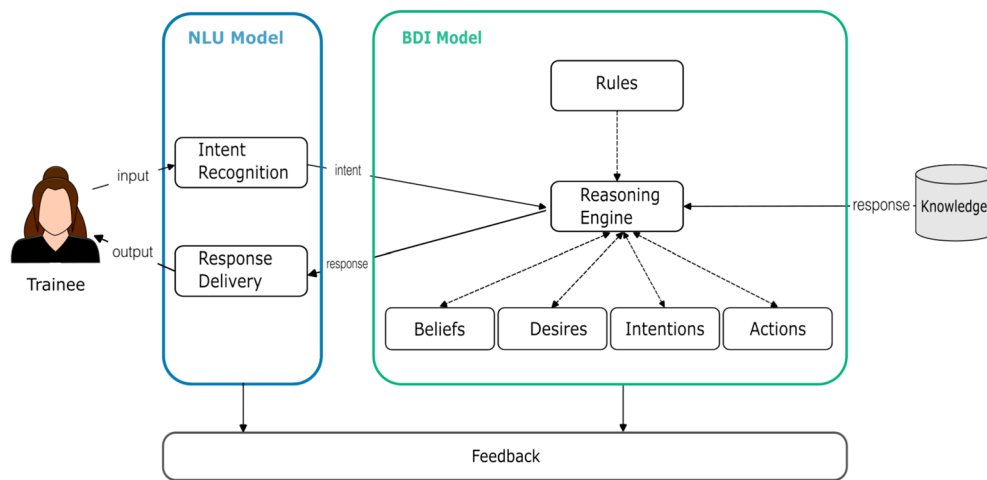 NLU Model
BDI Model
Rules
Intent
Recognition
input
intent
Reasoning
Engine
response
Knowledge
output
Response
Delivery
response
Trainee
Beliefs
Desires
Intentions
Actions
Feedback